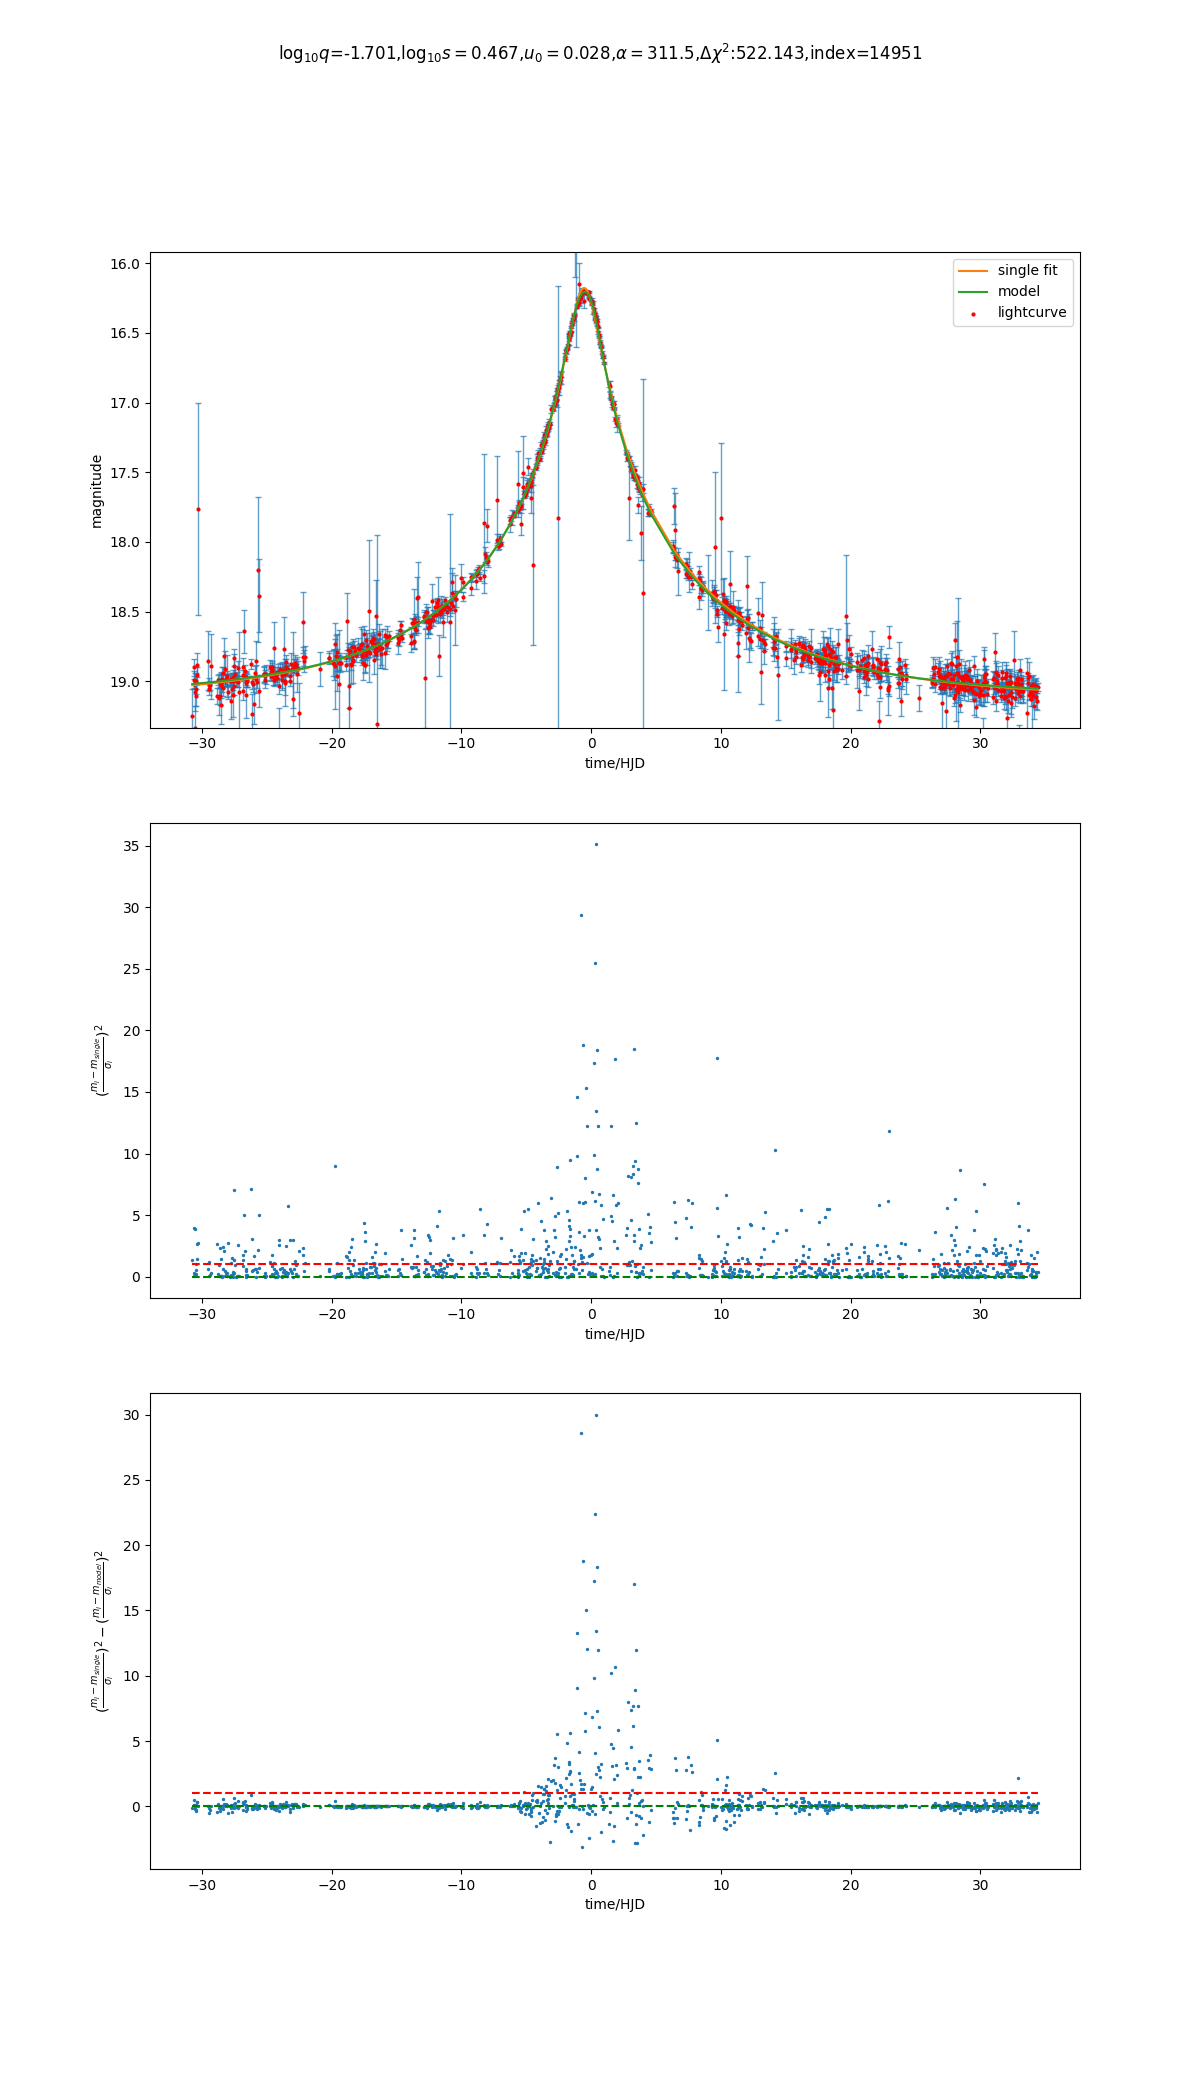 log₁₀q=-1.701,log₁₀s = 0.467,u₀ = 0.028,α = 311.5,Δχ²:522.143,index=14951
16.0
16.5
17.0
17.5
18.0
18.5
19.0
magnitude
single fit
model
lightcurve
−30 −20 −10 0 10 20 30
time/HJD
35
30
25
20
15
10
5
0
((mᵢ − m_single)/σᵢ)²
−30 −20 −10 0 10 20 30
time/HJD
30
25
20
15
10
5
0
((mᵢ − m_single)/σᵢ)² − ((mᵢ − m_model)/σᵢ)²
−30 −20 −10 0 10 20 30
time/HJD